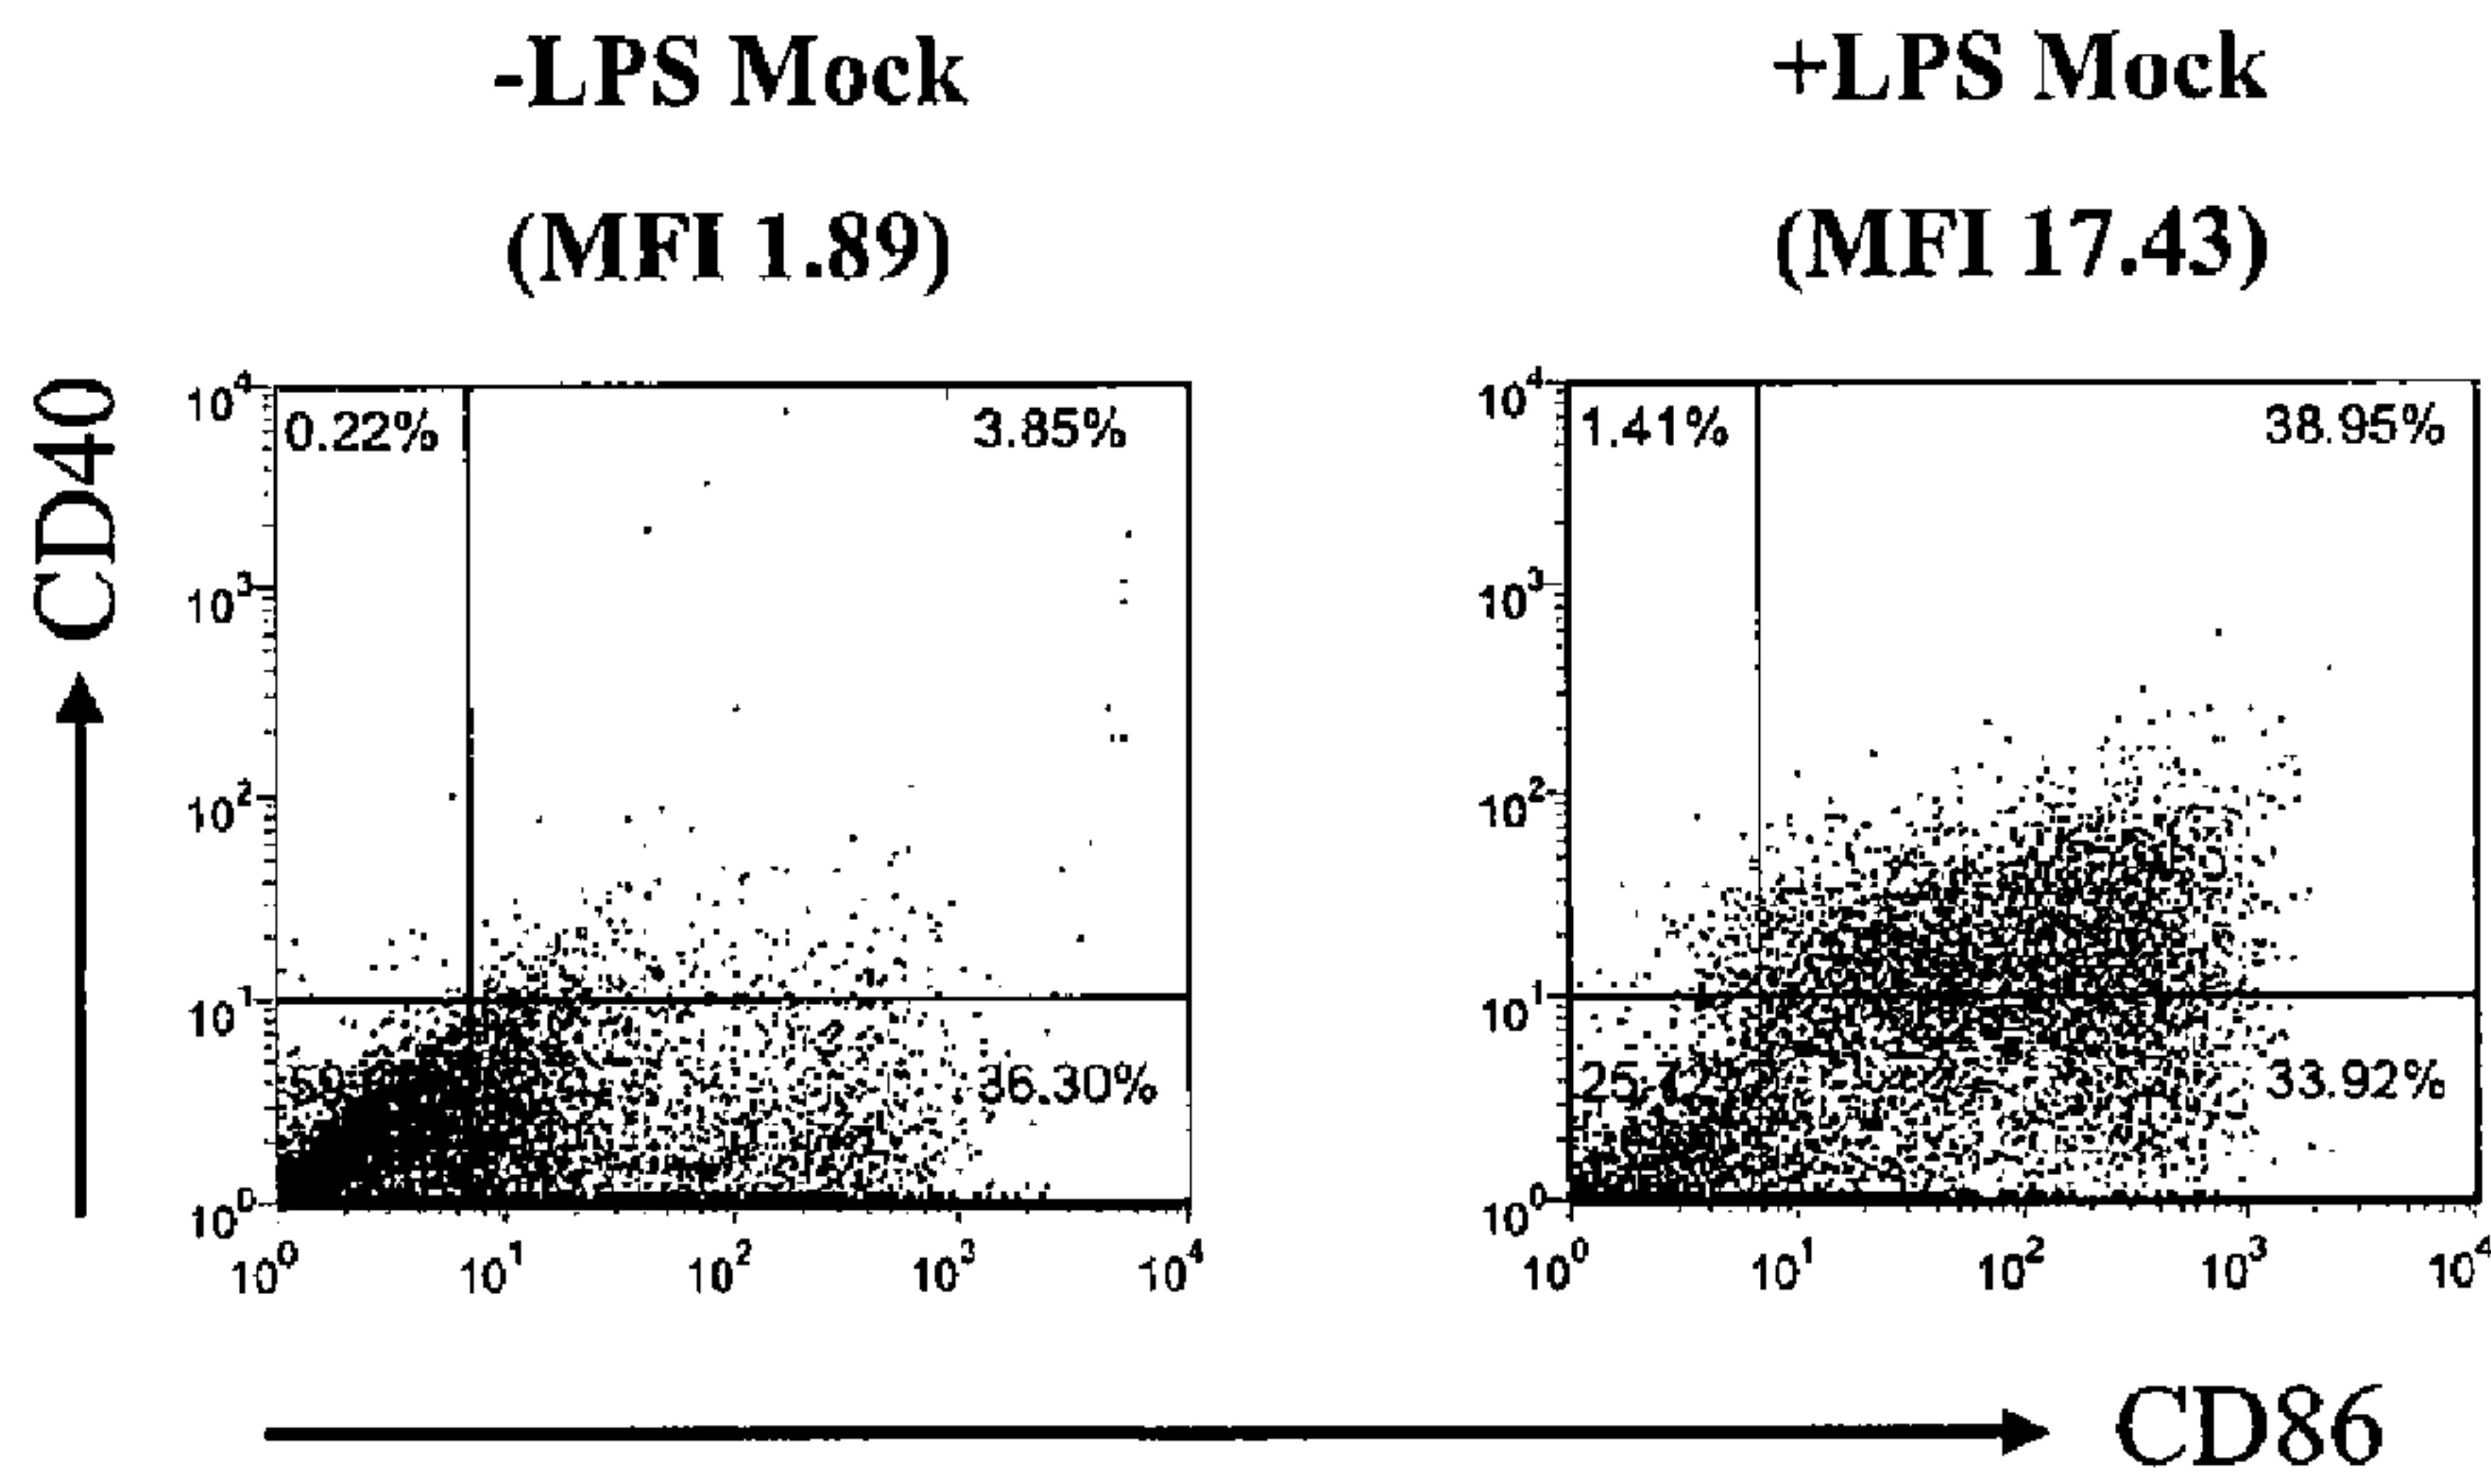 -LPS Mock
(MFI 1.89)
+LPS Mock
(MFI 17.43)
CD40
10⁴
0.22%
3.85%
10³
10²
10¹
36.30%
10⁰
10⁰ 10¹ 10² 10³ 10⁴
10⁴
1.41%
38.95%
10³
10²
10¹
33.92%
10⁰
10⁰ 10¹ 10² 10³ 10⁴
CD86